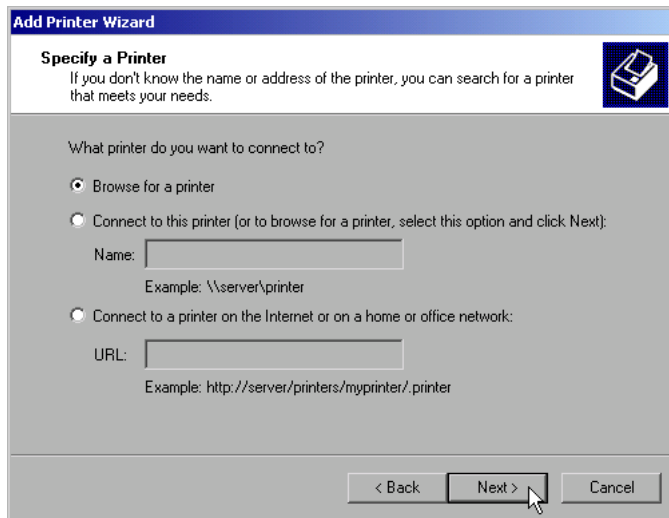 Add Printer Wizard
Specify a Printer
If you don't know the name or address of the printer, you can search for a printer
that meets your needs.
What printer do you want to connect to?
Browse for a printer
Connect to this printer (or to browse for a printer, select this option and click Next):
Name:
Example: \\server\printer
Connect to a printer on the Internet or on a home or office network:
URL:
Example: http://server/printers/myprinter/.printer
< Back Next > Cancel